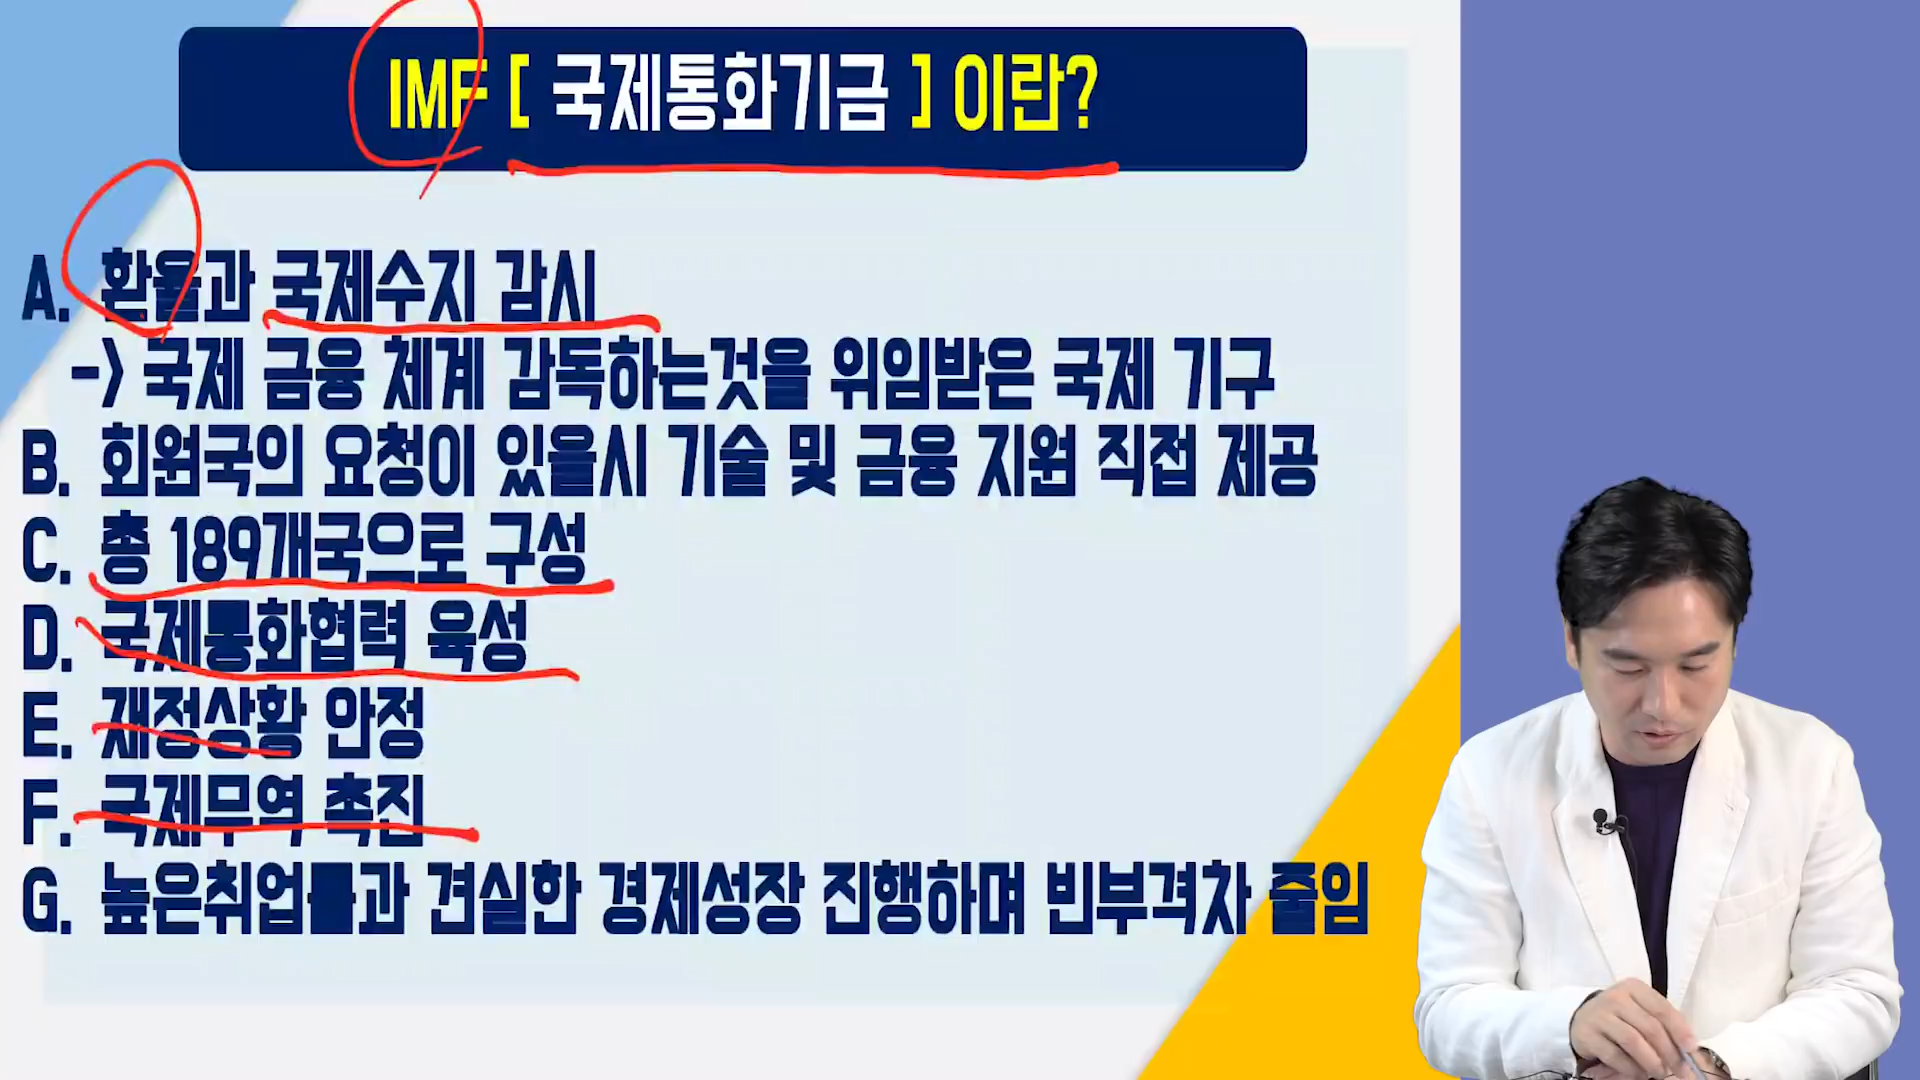 IMF [ 국제통화기금 ] 이란?
A. 환율과 국제수지 감시
-> 국제 금융 체계 감독하는것을 위임받은 국제 기구
B. 회원국의 요청이 있을시 기술 및 금융 지원 직접 제공
C. 총 189개국으로 구성
D. 국제통화협력 육성
E. 재정상황 안정
F. 국제무역 촉진
G. 높은취업률과 견실한 경제성장 진행하며 빈부격차 줄임